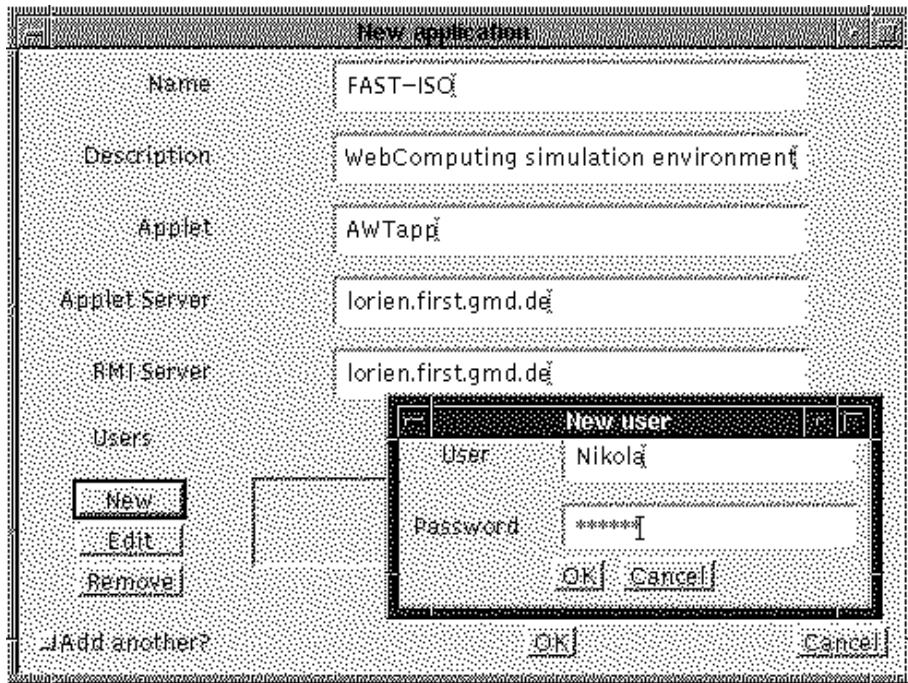 New application
Name FAST-ISO
Description WebComputing simulation environment
Applet AWTapp
Applet Server lorien.first.gmd.de
RMI Server lorien.first.gmd.de
Users
New
Edit
Remove
New user
User Nikola
Password ******
OK Cancel
Add another? OK Cancel